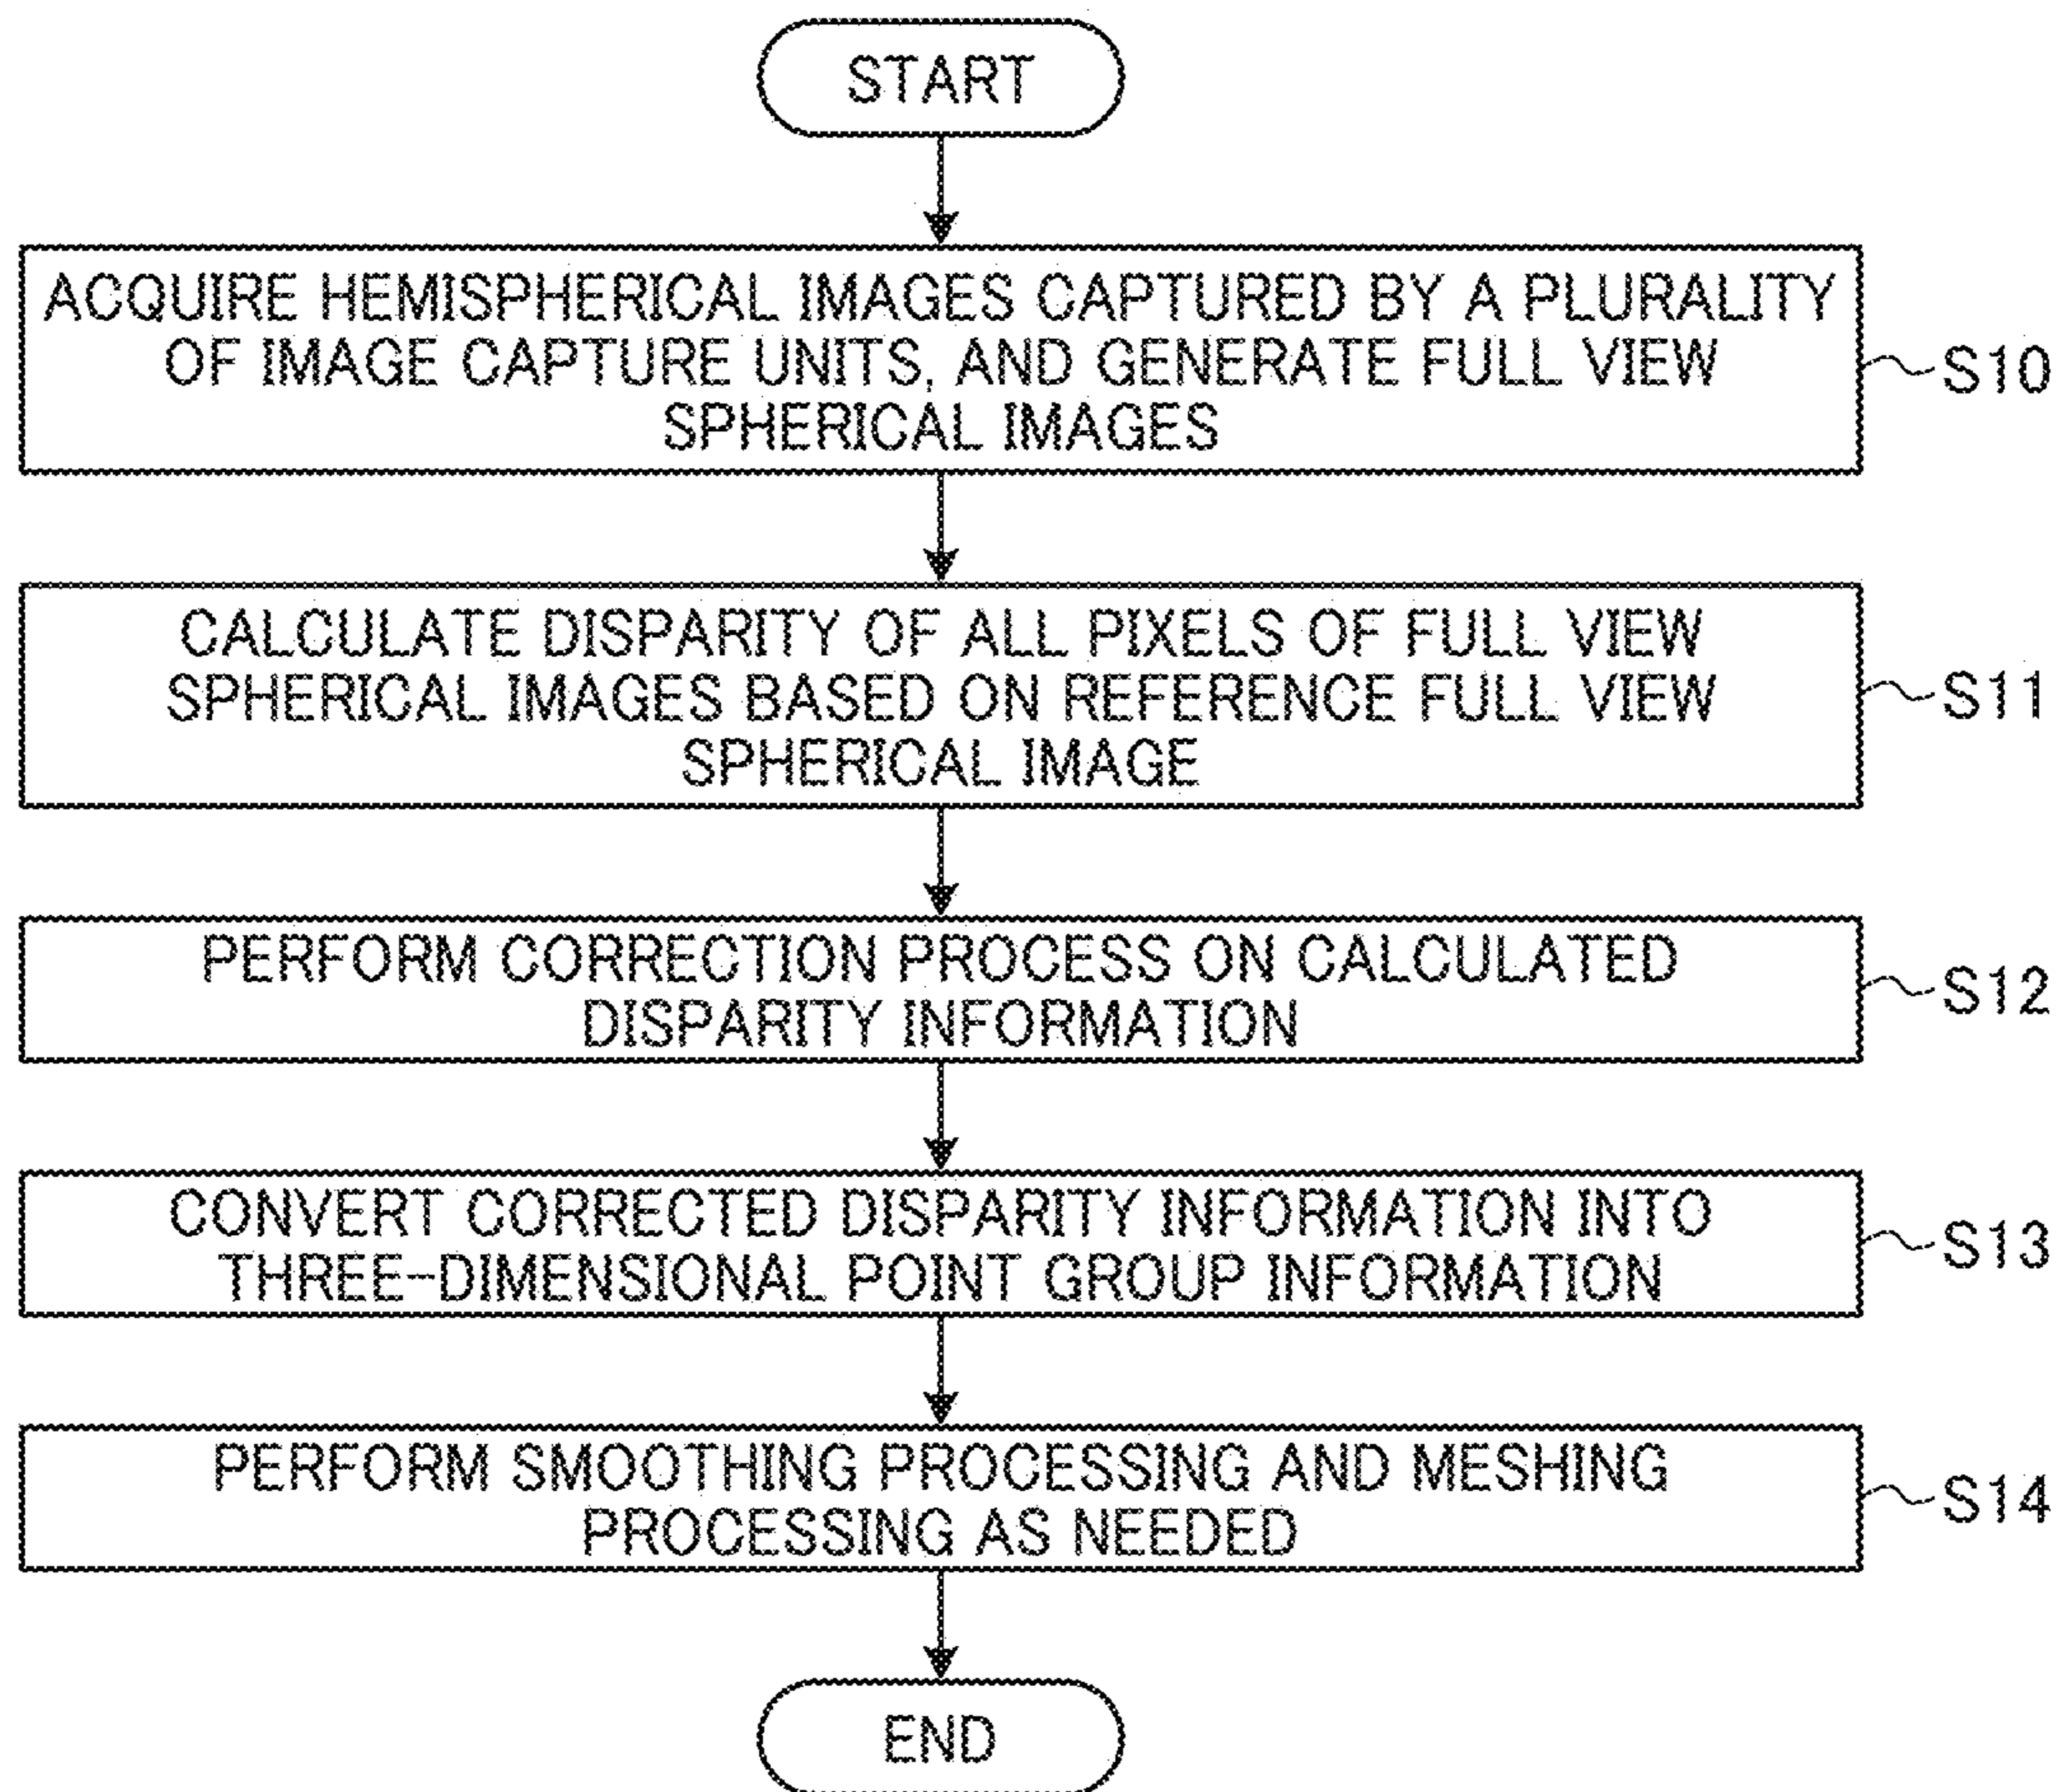 START
ACQUIRE HEMISPHERICAL IMAGES CAPTURED BY A PLURALITY
OF IMAGE CAPTURE UNITS, AND GENERATE FULL VIEW
SPHERICAL IMAGES
S10
CALCULATE DISPARITY OF ALL PIXELS OF FULL VIEW
SPHERICAL IMAGES BASED ON REFERENCE FULL VIEW
SPHERICAL IMAGE
S11
PERFORM CORRECTION PROCESS ON CALCULATED
DISPARITY INFORMATION
S12
CONVERT CORRECTED DISPARITY INFORMATION INTO
THREE-DIMENSIONAL POINT GROUP INFORMATION
S13
PERFORM SMOOTHING PROCESSING AND MESHING
PROCESSING AS NEEDED
S14
END